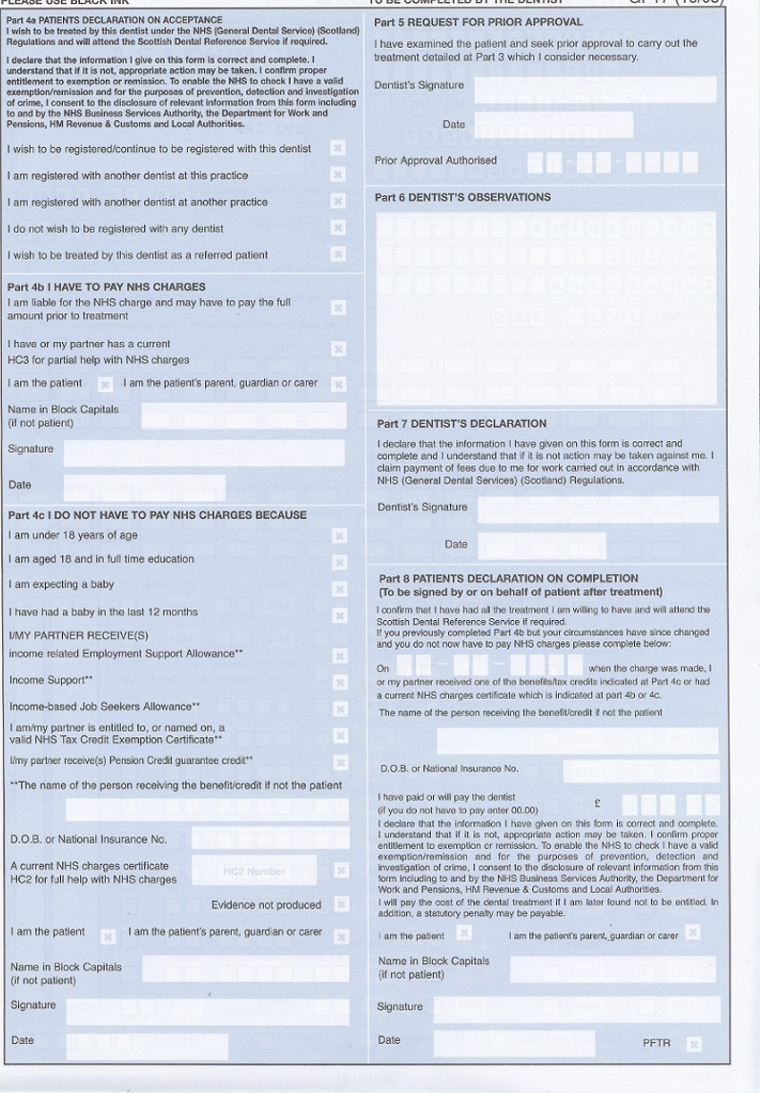 PLEASE USE BLACK INK
TO BE COMPLETED BY THE DENTIST
Part 4a PATIENTS DECLARATION ON ACCEPTANCE
I wish to be treated by this dentist under the NHS (General Dental Service) (Scotland)
Regulations and will attend the Scottish Dental Reference Service if required.
I declare that the information I give on this form is correct and complete. I
understand that if it is not, appropriate action may be taken. I confirm proper
entitlement to exemption or remission. To enable the NHS to check I have a valid
exemption/remission and for the purposes of prevention, detection and investigation
of crime, I consent to the disclosure of relevant information from this form including
to and by the NHS Business Services Authority, the Department for Work and
Pensions, HM Revenue & Customs and Local Authorities.
I wish to be registered/continue to be registered with this dentist
I am registered with another dentist at this practice
I am registered with another dentist at another practice
I do not wish to be registered with any dentist
I wish to be treated by this dentist as a referred patient
Part 4b I HAVE TO PAY NHS CHARGES
I am liable for the NHS charge and may have to pay the full
amount prior to treatment
I have or my partner has a current
HC3 for partial help with NHS charges
I am the patient I am the patient's parent, guardian or carer
Name in Block Capitals
(if not patient)
Signature
Date
Part 4c I DO NOT HAVE TO PAY NHS CHARGES BECAUSE
I am under 18 years of age
I am aged 18 and in full time education
I am expecting a baby
I have had a baby in the last 12 months
I/MY PARTNER RECEIVE(S)
income related Employment Support Allowance**
Income Support**
Income-based Job Seekers Allowance**
I am/my partner is entitled to, or named on, a
valid NHS Tax Credit Exemption Certificate**
I/my partner receive(s) Pension Credit guarantee credit**
**The name of the person receiving the benefit/credit if not the patient
D.O.B. or National Insurance No.
A current NHS charges certificate
HC2 for full help with NHS charges
HC2 Number
Evidence not produced
I am the patient I am the patient's parent, guardian or carer
Name in Block Capitals
(if not patient)
Signature
Date
Part 5 REQUEST FOR PRIOR APPROVAL
I have examined the patient and seek prior approval to carry out the
treatment detailed at Part 3 which I consider necessary.
Dentist's Signature
Date
Prior Approval Authorised
Part 6 DENTIST'S OBSERVATIONS
Part 7 DENTIST'S DECLARATION
I declare that the information I have given on this form is correct and
complete and I understand that if it is not action may be taken against me. I
claim payment of fees due to me for work carried out in accordance with
NHS (General Dental Services) (Scotland) Regulations.
Dentist's Signature
Date
Part 8 PATIENTS DECLARATION ON COMPLETION
(To be signed by or on behalf of patient after treatment)
I confirm that I have had all the treatment I am willing to have and will attend the
Scottish Dental Reference Service if required.
If you previously completed Part 4b but your circumstances have since changed
and you do not now have to pay NHS charges please complete below:
On when the charge was made, I
or my partner received one of the benefits/tax credits indicated at Part 4c or had
a current NHS charges certificate which is indicated at part 4b or 4c.
The name of the person receiving the benefit/credit if not the patient
D.O.B. or National Insurance No.
I have paid or will pay the dentist
(if you do not have to pay enter 00.00) £
I declare that the information I have given on this form is correct and complete.
I understand that if it is not, appropriate action may be taken. I confirm proper
entitlement to exemption or remission. To enable the NHS to check I have a valid
exemption/remission and for the purposes of prevention, detection and
investigation of crime, I consent to the disclosure of relevant information from this
form including to and by the NHS Business Services Authority, the Department for
Work and Pensions, HM Revenue & Customs and Local Authorities.
I will pay the cost of the dental treatment if I am later found not to be entitled. In
addition, a statutory penalty may be payable.
I am the patient I am the patient's parent, guardian or carer
Name in Block Capitals
(if not patient)
Signature
Date
PFTR